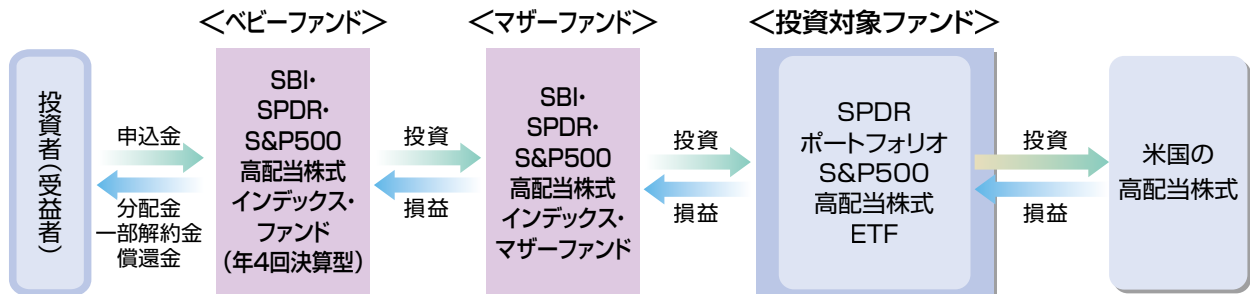 <ベビーファンド>
<マザーファンド>
<投資対象ファンド>
投資者(受益者)
申込金
分配金
一部解約金
償還金
SBI・
SPDR・
S&P500
高配当株式
インデックス・
ファンド
(年4回決算型)
投資
損益
SBI・
SPDR・
S&P500
高配当株式
インデックス・
マザーファンド
投資
損益
SPDR
ポートフォリオ
S&P500
高配当株式
ETF
投資
損益
米国の
高配当株式